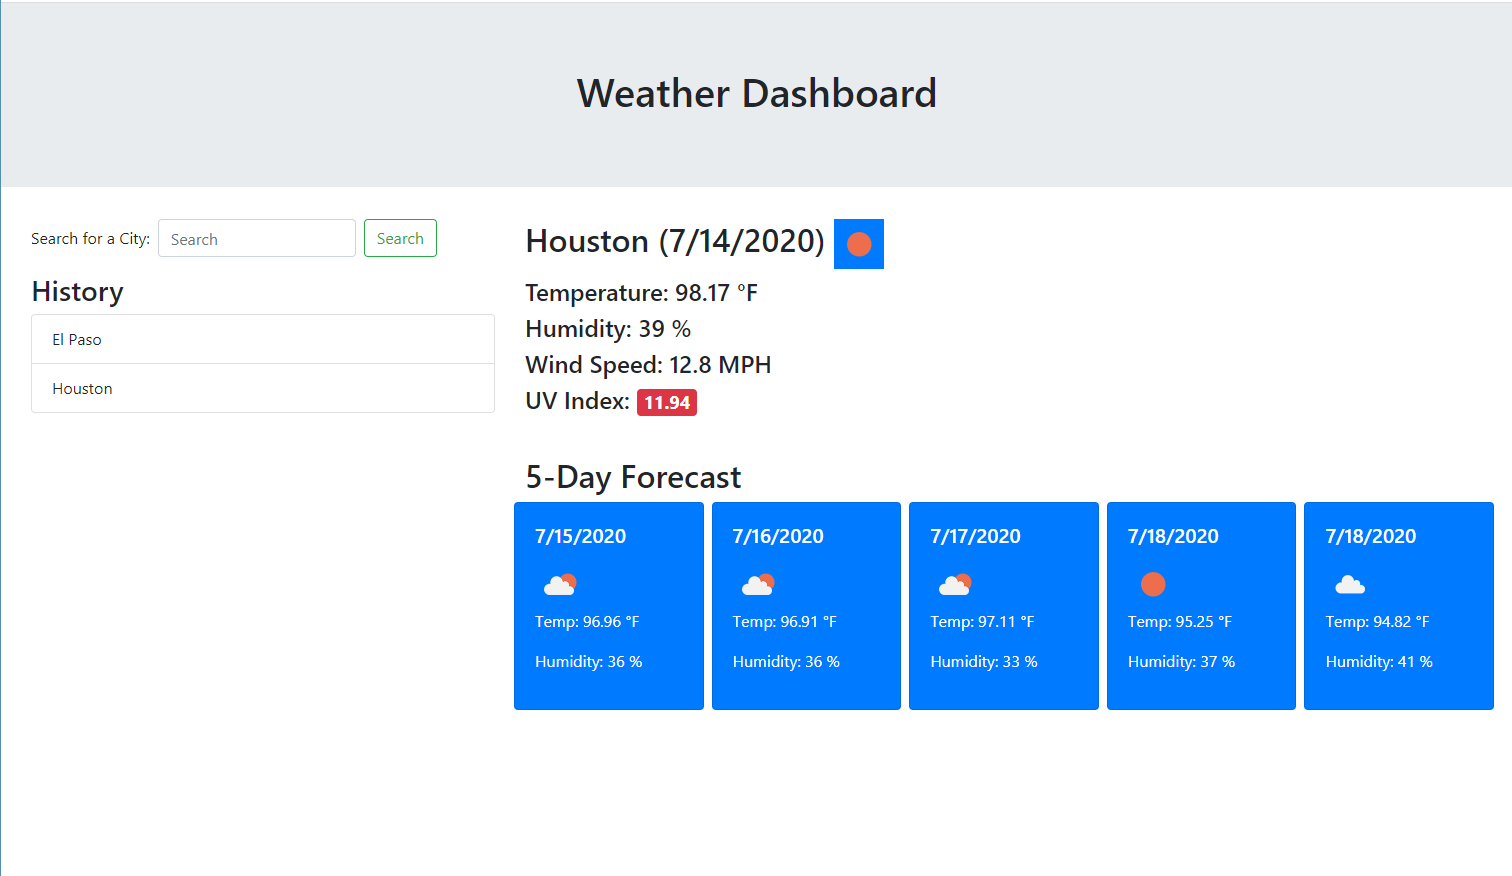 Weather Dashboard
Search for a City: Search Search
History
El Paso
Houston
Houston (7/14/2020)
Temperature: 98.17 °F
Humidity: 39 %
Wind Speed: 12.8 MPH
UV Index: 11.94
5-Day Forecast
7/15/2020
Temp: 96.96 °F
Humidity: 36 %
7/16/2020
Temp: 96.91 °F
Humidity: 36 %
7/17/2020
Temp: 97.11 °F
Humidity: 33 %
7/18/2020
Temp: 95.25 °F
Humidity: 37 %
7/18/2020
Temp: 94.82 °F
Humidity: 41 %